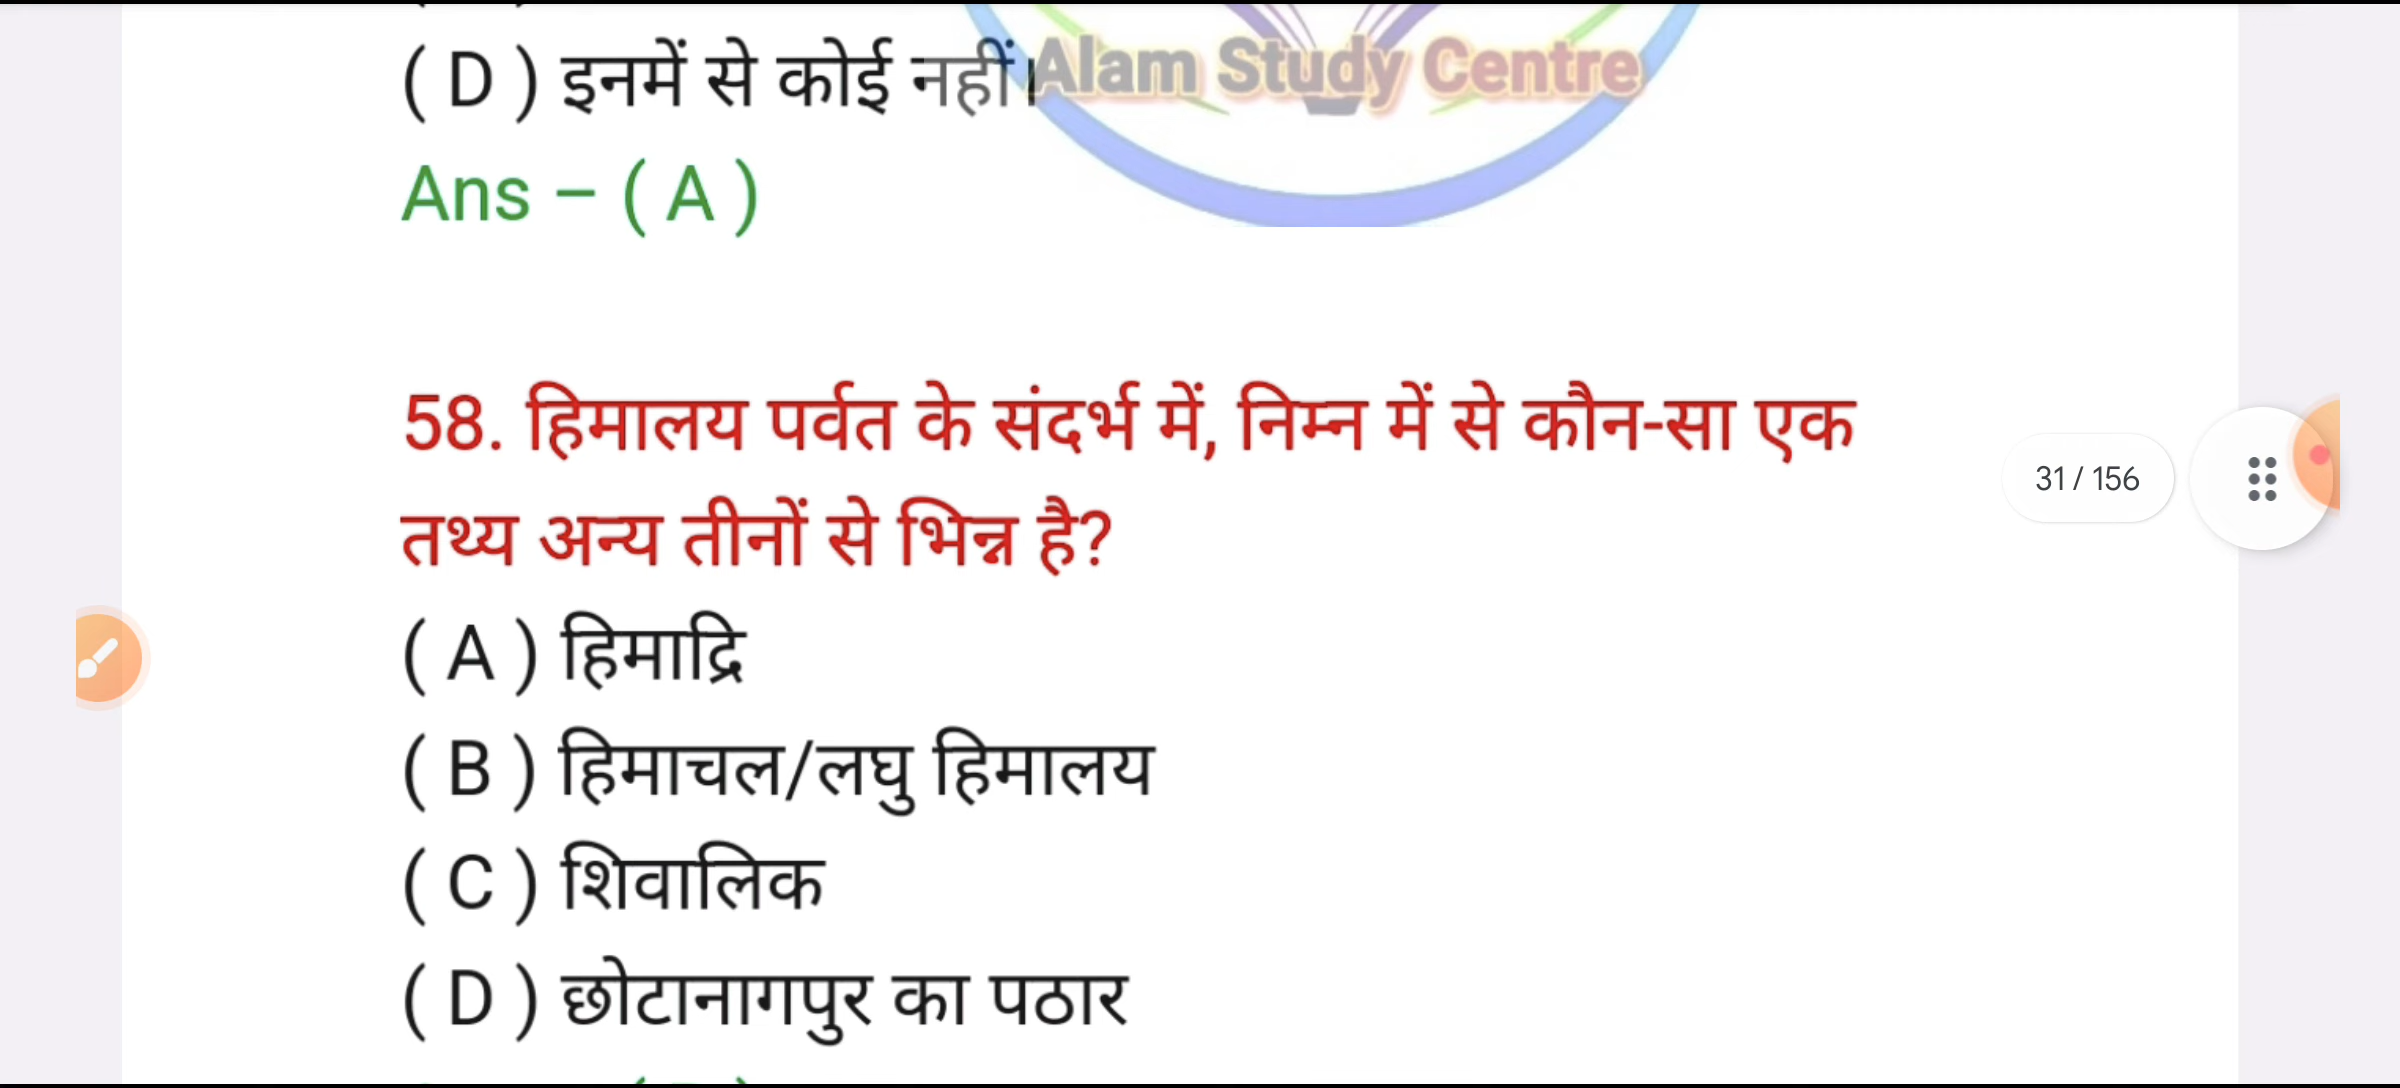 ( D ) इनमें से कोई नहीं।
Alam Study Centre
Ans – ( A )
58. हिमालय पर्वत के संदर्भ में, निम्न में से कौन-सा एक
तथ्य अन्य तीनों से भिन्न है?
31 / 156
( A ) हिमाद्रि
( B ) हिमाचल/लघु हिमालय
( C ) शिवालिक
( D ) छोटानागपुर का पठार